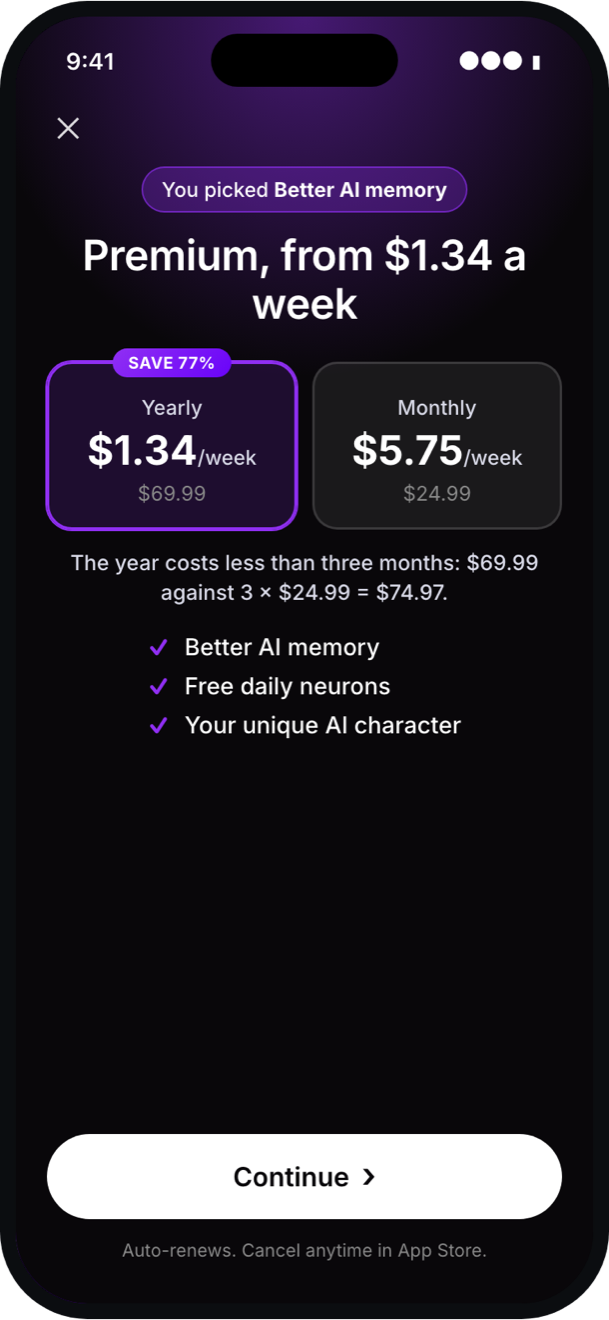 9:41
You picked Better AI memory
Premium, from $1.34 a
week
SAVE 77%
Yearly
$1.34/week
$69.99
Monthly
$5.75/week
$24.99
The year costs less than three months: $69.99
against 3 × $24.99 = $74.97.
Better AI memory
Free daily neurons
Your unique AI character
Continue ›
Auto-renews. Cancel anytime in App Store.